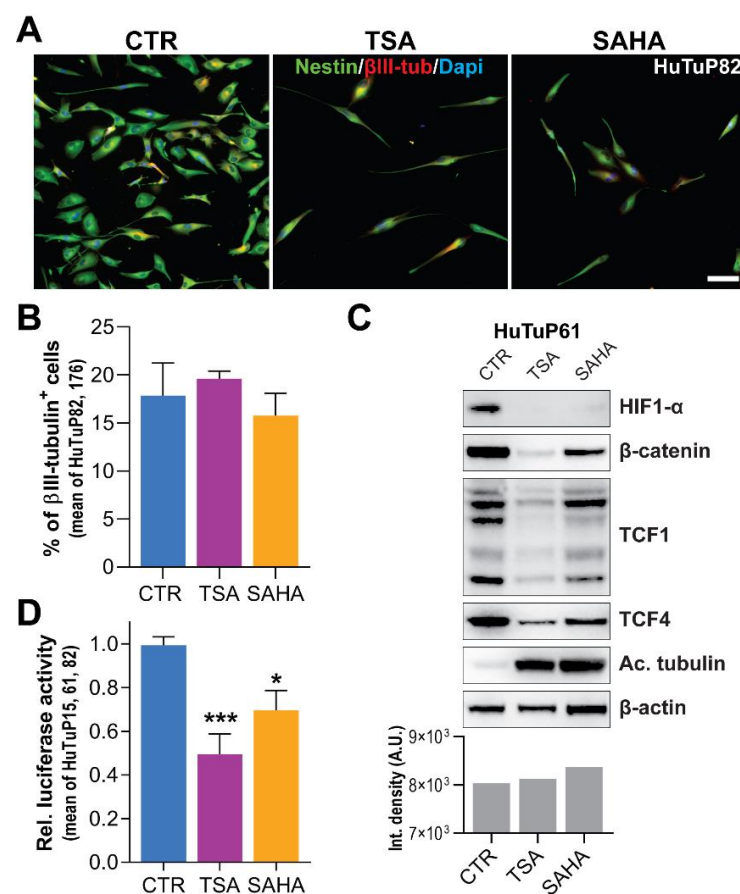 A
CTR
TSA
SAHA
Nestin/βIII-tub/Dapi
HuTuP82
B
% of βIII-tubulin⁺ cells
(mean of HuTuP82, 176)
25
20
15
10
5
0
CTR
TSA
SAHA
C
HuTuP61
CTR
TSA
SAHA
HIF1-α
β-catenin
TCF1
TCF4
Ac. tubulin
β-actin
Int. density (A.U.)
9×10³
8×10³
7×10³
CTR
TSA
SAHA
D
Rel. luciferase activity
(mean of HuTuP15, 61, 82)
1.0
0.8
0.6
0.4
0.2
0.0
***
*
CTR
TSA
SAHA